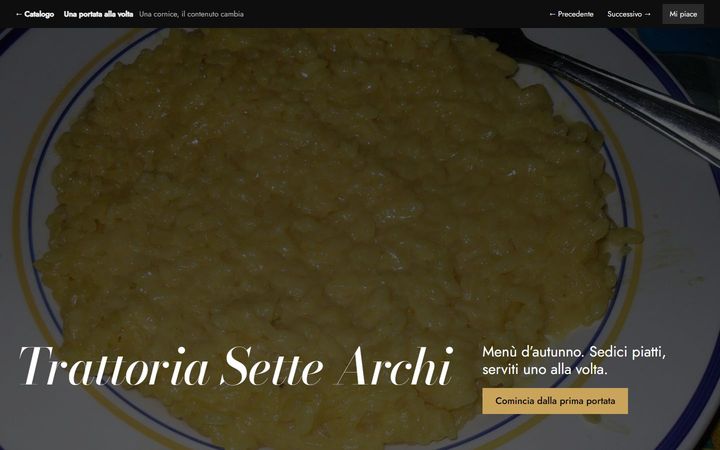 ← Catalogo Una portata alla volta Una cornice, il contenuto cambia ← Precedente Successivo → Mi piace
Trattoria Sette Archi
Menù d'autunno. Sedici piatti,
serviti uno alla volta.
Comincia dalla prima portata